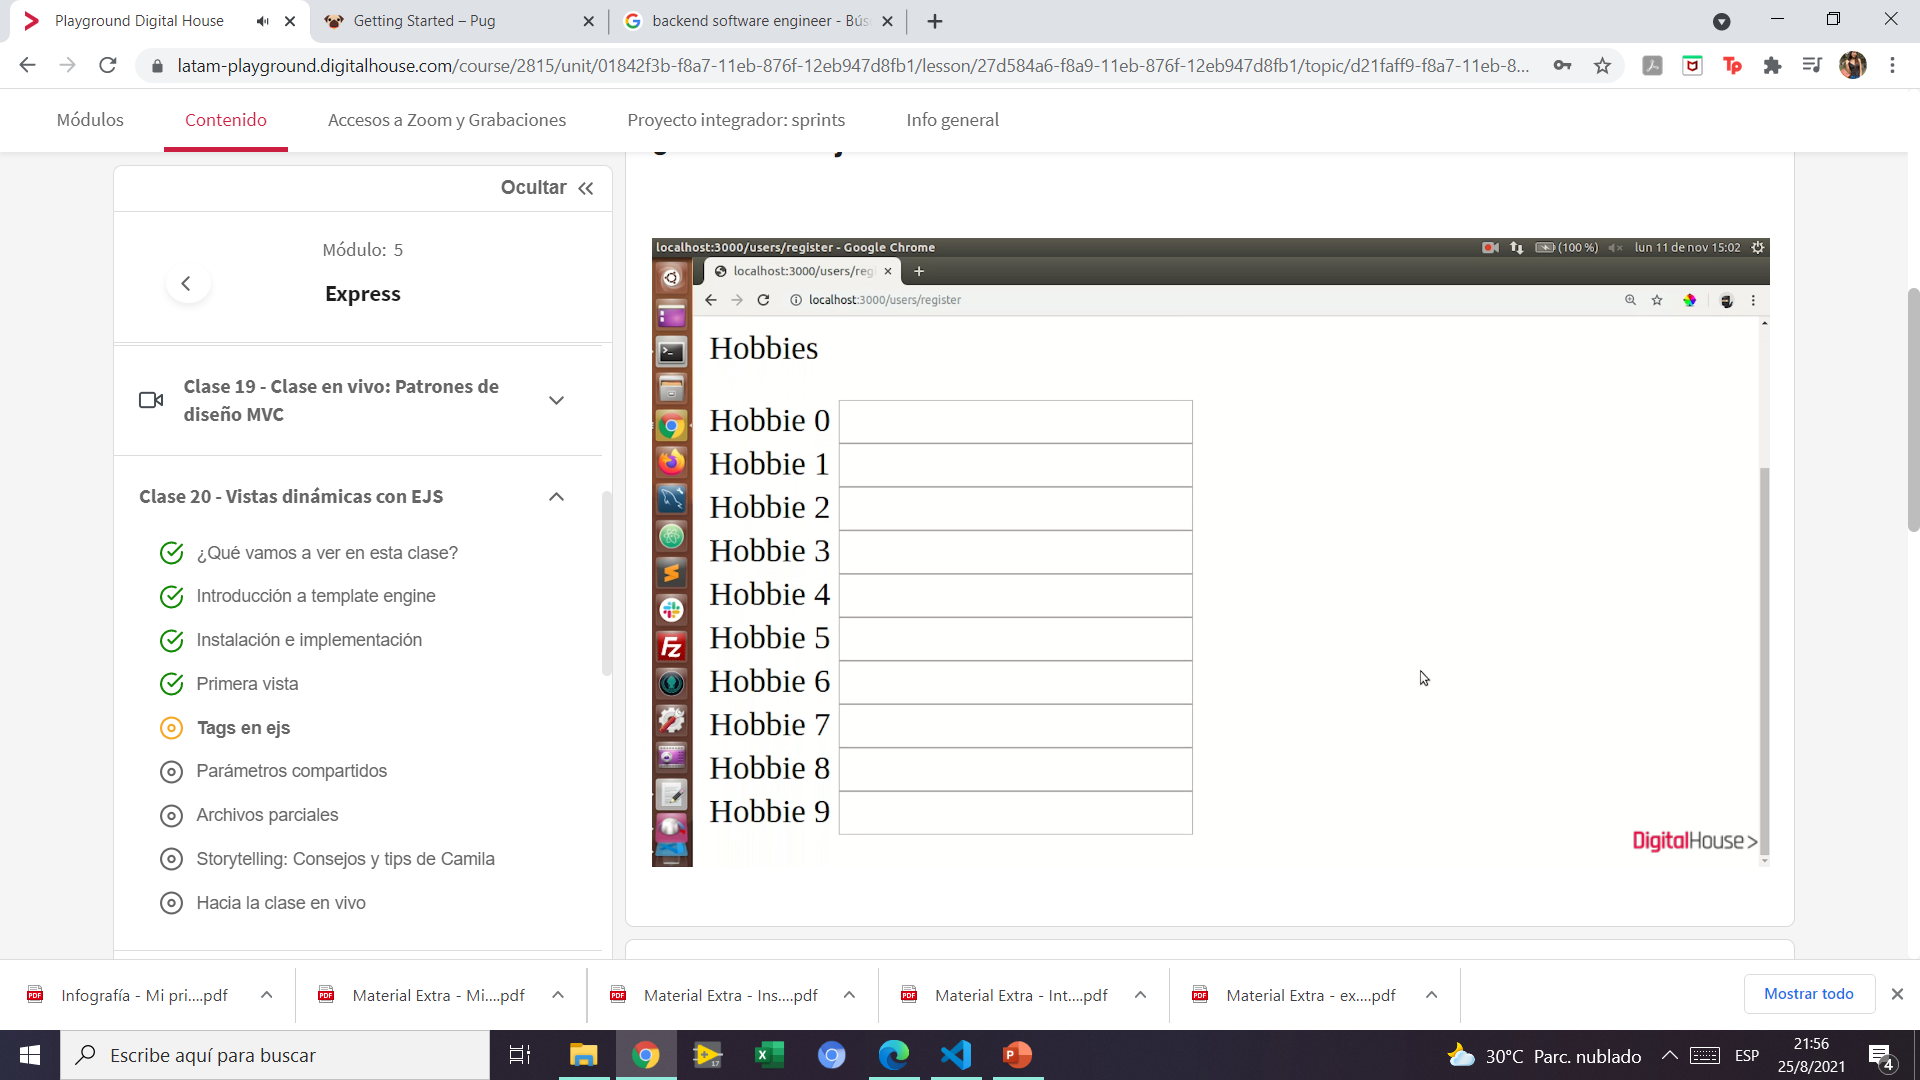 Playground Digital House
Getting Started – Pug
backend software engineer - Bús
latam-playground.digitalhouse.com/course/2815/unit/01842f3b-f8a7-11eb-876f-12eb947d8fb1/lesson/27d584a6-f8a9-11eb-876f-12eb947d8fb1/topic/d21faff9-f8a7-11eb-8...
Módulos
Contenido
Accesos a Zoom y Grabaciones
Proyecto integrador: sprints
Info general
Ocultar
Módulo: 5
Express
Clase 19 - Clase en vivo: Patrones de
diseño MVC
Clase 20 - Vistas dinámicas con EJS
¿Qué vamos a ver en esta clase?
Introducción a template engine
Instalación e implementación
Primera vista
Tags en ejs
Parámetros compartidos
Archivos parciales
Storytelling: Consejos y tips de Camila
Hacia la clase en vivo
localhost:3000/users/register - Google Chrome
(100 %)
lun 11 de nov 15:02
localhost:3000/users/reg
localhost:3000/users/register
Hobbies
Hobbie 0
Hobbie 1
Hobbie 2
Hobbie 3
Hobbie 4
Hobbie 5
Hobbie 6
Hobbie 7
Hobbie 8
Hobbie 9
DigitalHouse>
Infografía - Mi pri....pdf
Material Extra - Mi....pdf
Material Extra - Ins....pdf
Material Extra - Int....pdf
Material Extra - ex....pdf
Mostrar todo
Escribe aquí para buscar
30°C Parc. nublado
ESP
21:56
25/8/2021
4